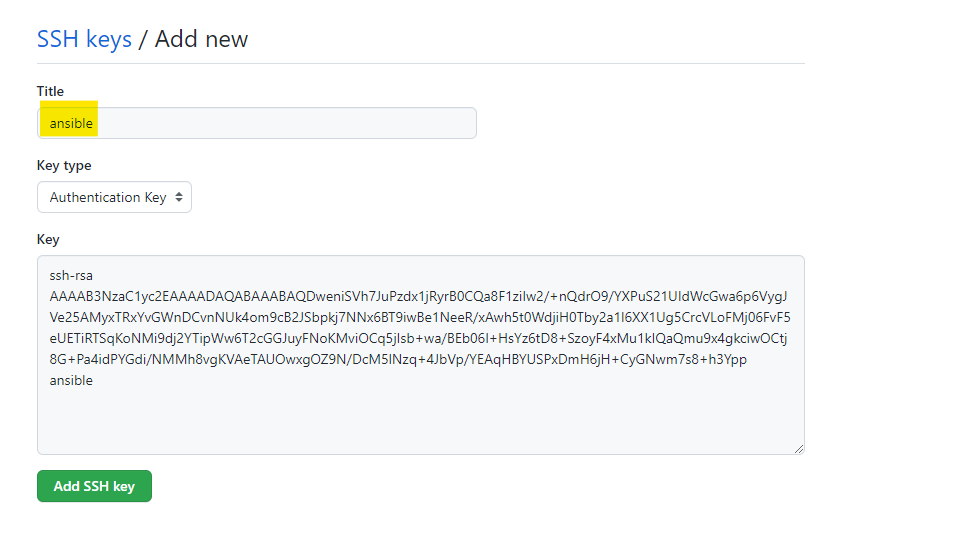 SSH keys / Add new
Title
ansible
Key type
Authentication Key
Key
ssh-rsa
AAAAB3NzaC1yc2EAAAADAQABAAABAQDweniSVh7JuPzdx1jRyrB0CQa8F1ziIw2/+nQdrO9/YXPuS21UIdWcGwa6p6VygJ
Ve25AMyxTRxYvGWnDCvnNUk4om9cB2JSbpkj7NNx6BT9iwBe1NeeR/xAwh5t0WdjiH0Tby2a1I6XX1Ug5CrcVLoFMj06FvF5
eUETiRTSqKoNMi9dj2YTipWw6T2cGGJuyFNoKMviOCq5jIsb+wa/BEb06I+HsYz6tD8+SzoyF4xMu1kIQaQmu9x4gkciwOCtj
8G+Pa4idPYGdi/NMMh8vgKVAeTAUOwxgOZ9N/DcM5INzq+4JbVp/YEAqHBYUSPxDmH6jH+CyGNwm7s8+h3Ypp
ansible
Add SSH key